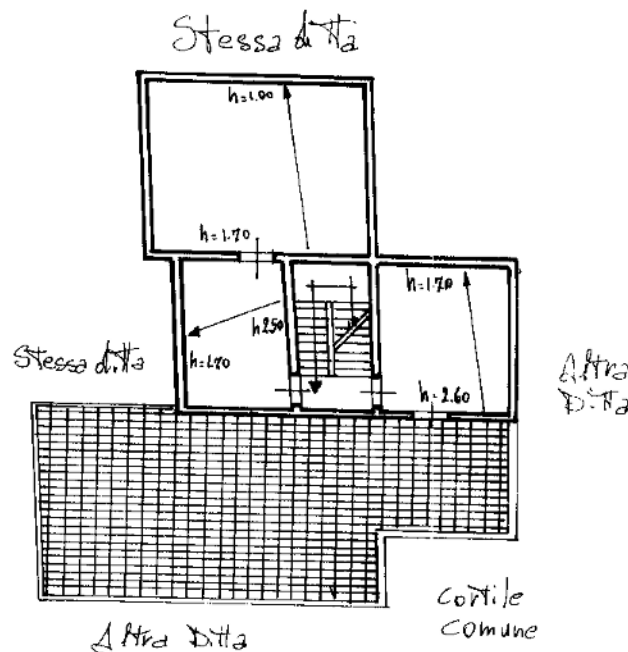 Stessa ditta
h=1.00
h=1.70
h=1.70
h 2.50
h=1.70
h=2.60
Stessa ditta
Altra
Ditta
Cortile
Comune
Altra Ditta